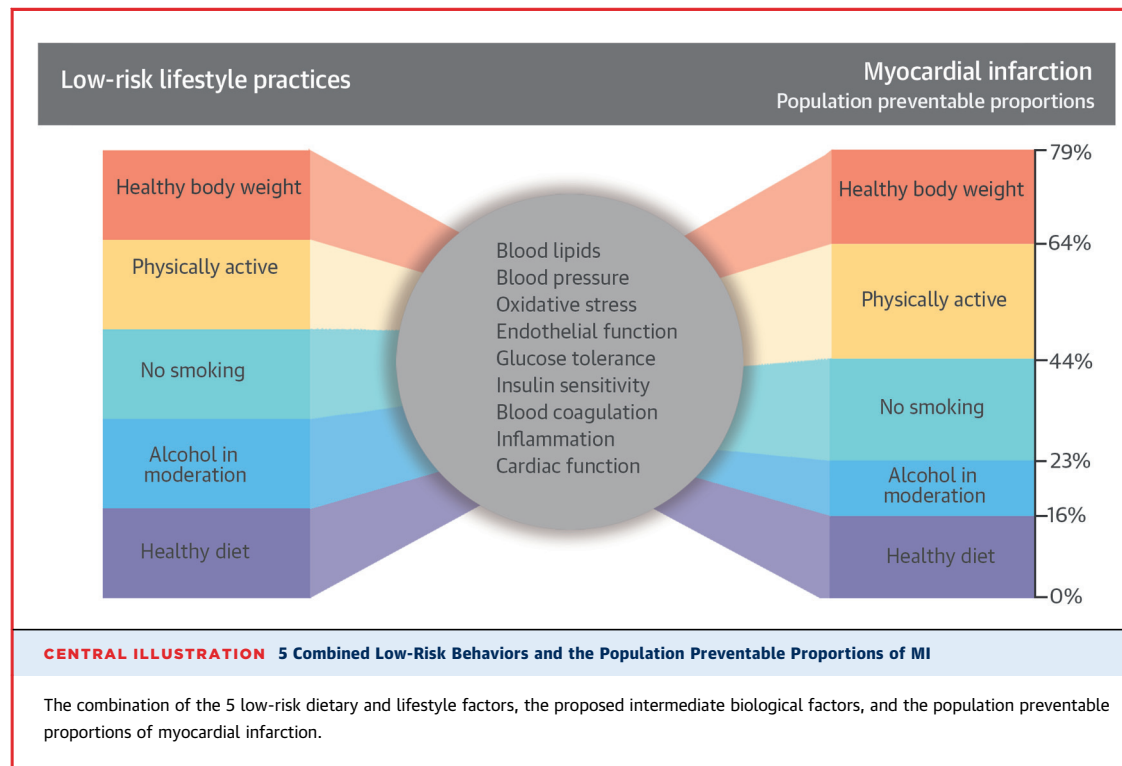 Low-risk lifestyle practices
Myocardial infarction
Population preventable proportions
Healthy body weight
Physically active
No smoking
Alcohol in
moderation
Healthy diet
Blood lipids
Blood pressure
Oxidative stress
Endothelial function
Glucose tolerance
Insulin sensitivity
Blood coagulation
Inflammation
Cardiac function
Healthy body weight
Physically active
No smoking
Alcohol in
moderation
Healthy diet
79%
64%
44%
23%
16%
0%
CENTRAL ILLUSTRATION 5 Combined Low-Risk Behaviors and the Population Preventable Proportions of MI
The combination of the 5 low-risk dietary and lifestyle factors, the proposed intermediate biological factors, and the population preventable
proportions of myocardial infarction.